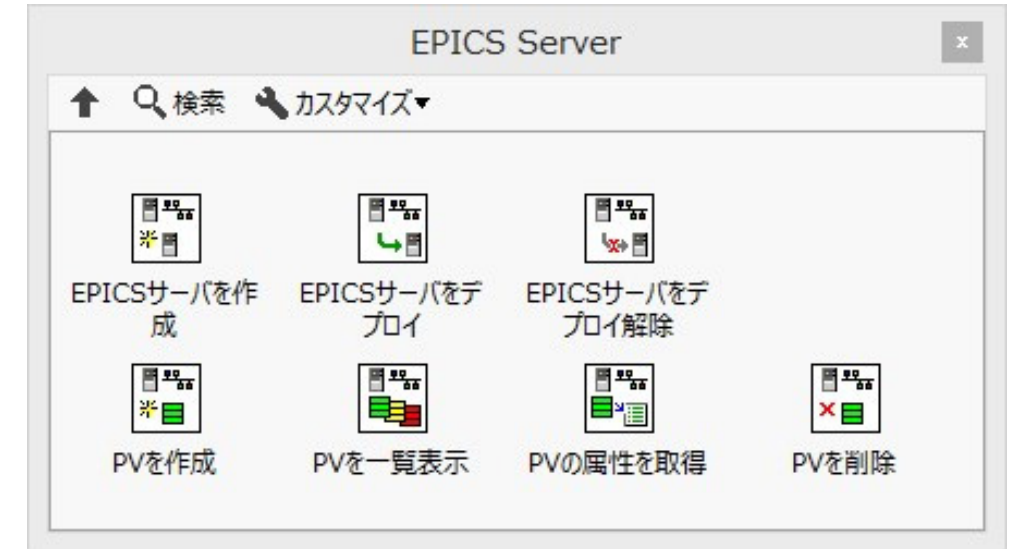 EPICS Server
x
検索 カスタマイズ▼
EPICSサーバを作
成
EPICSサーバをデ
プロイ
EPICSサーバをデ
プロイ解除
PVを作成
PVを一覧表示
PVの属性を取得
PVを削除